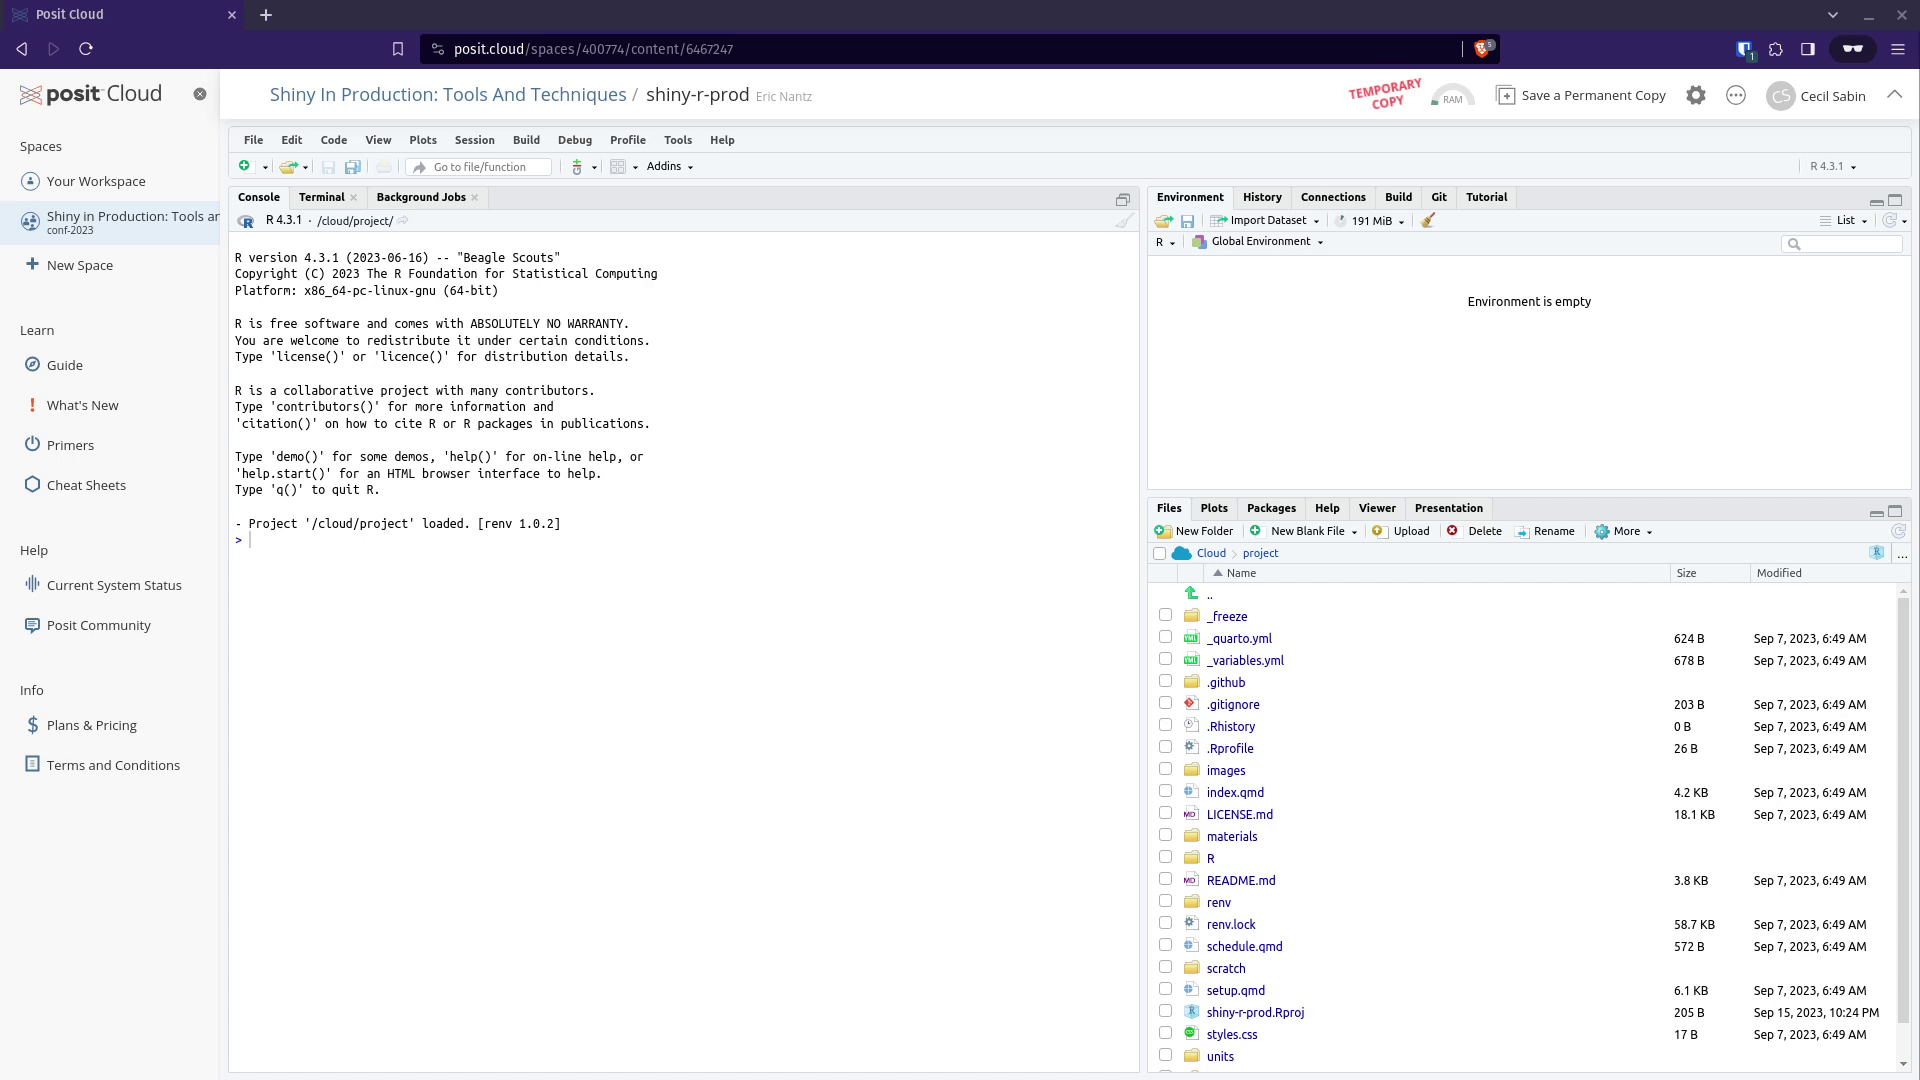 Posit Cloud
posit.cloud/spaces/400774/content/6467247
5
1
posit Cloud
Shiny In Production: Tools And Techniques / shiny-r-prod Eric Nantz
TEMPORARY COPY
RAM
Save a Permanent Copy
CS
Cecil Sabin
Spaces
Your Workspace
Shiny in Production: Tools ar
conf-2023
New Space
Learn
Guide
What's New
Primers
Cheat Sheets
Help
Current System Status
Posit Community
Info
Plans & Pricing
Terms and Conditions
File Edit Code View Plots Session Build Debug Profile Tools Help
Go to file/function
Addins
R 4.3.1
Console Terminal Background Jobs
R 4.3.1 · /cloud/project/
R version 4.3.1 (2023-06-16) -- "Beagle Scouts"
Copyright (C) 2023 The R Foundation for Statistical Computing
Platform: x86_64-pc-linux-gnu (64-bit)
R is free software and comes with ABSOLUTELY NO WARRANTY.
You are welcome to redistribute it under certain conditions.
Type 'license()' or 'licence()' for distribution details.
R is a collaborative project with many contributors.
Type 'contributors()' for more information and
'citation()' on how to cite R or R packages in publications.
Type 'demo()' for some demos, 'help()' for on-line help, or
'help.start()' for an HTML browser interface to help.
Type 'q()' to quit R.
- Project '/cloud/project' loaded. [renv 1.0.2]
>
Environment History Connections Build Git Tutorial
Import Dataset 191 MiB List
R Global Environment
Environment is empty
Files Plots Packages Help Viewer Presentation
New Folder New Blank File Upload Delete Rename More
Cloud project R ...
Name Size Modified
..
_freeze
_quarto.yml 624 B Sep 7, 2023, 6:49 AM
_variables.yml 678 B Sep 7, 2023, 6:49 AM
.github
.gitignore 203 B Sep 7, 2023, 6:49 AM
.Rhistory 0 B Sep 7, 2023, 6:49 AM
.Rprofile 26 B Sep 7, 2023, 6:49 AM
images
index.qmd 4.2 KB Sep 7, 2023, 6:49 AM
LICENSE.md 18.1 KB Sep 7, 2023, 6:49 AM
materials
R
README.md 3.8 KB Sep 7, 2023, 6:49 AM
renv
renv.lock 58.7 KB Sep 7, 2023, 6:49 AM
schedule.qmd 572 B Sep 7, 2023, 6:49 AM
scratch
setup.qmd 6.1 KB Sep 7, 2023, 6:49 AM
shiny-r-prod.Rproj 205 B Sep 15, 2023, 10:24 PM
styles.css 17 B Sep 7, 2023, 6:49 AM
units